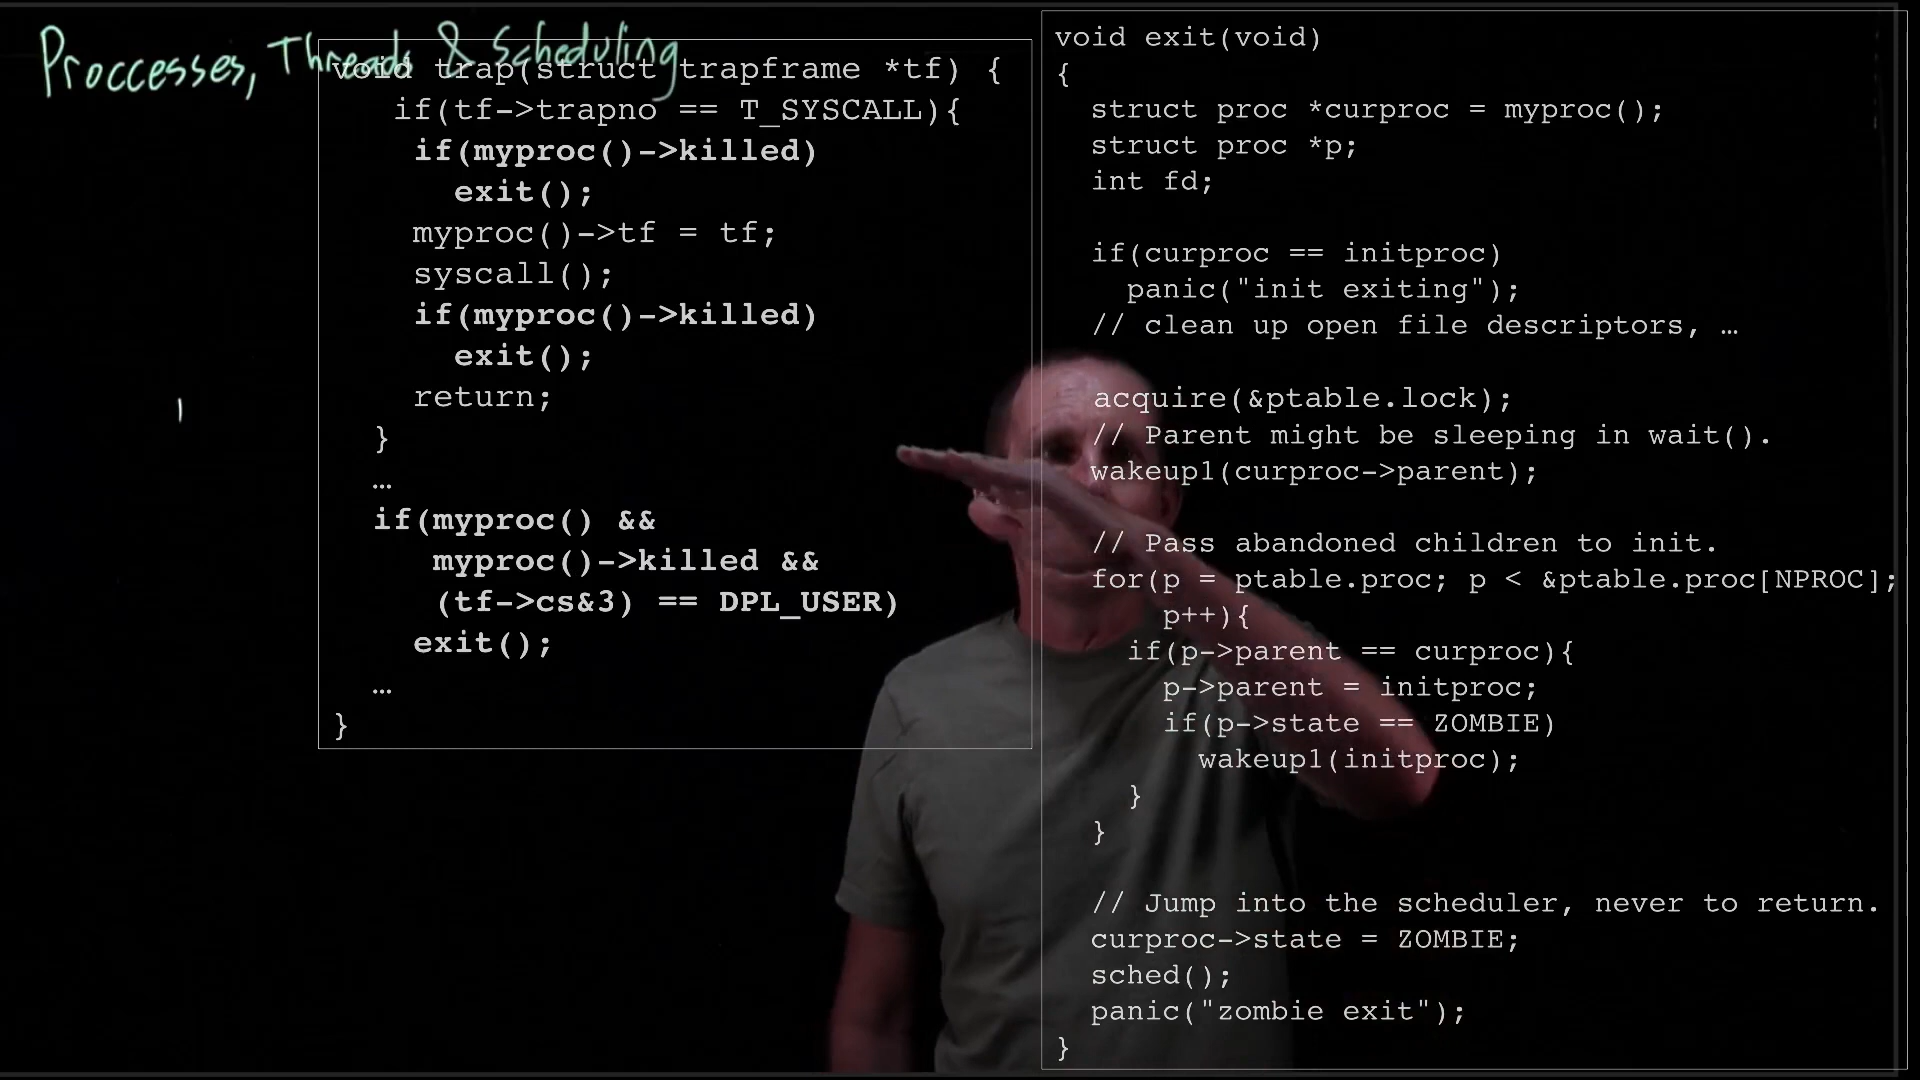 Proccesses, Threads & Scheduling
void trap(struct trapframe *tf) {
if(tf->trapno == T_SYSCALL){
if(myproc()->killed)
exit();
myproc()->tf = tf;
syscall();
if(myproc()->killed)
exit();
return;
}
…
if(myproc() &&
myproc()->killed &&
(tf->cs&3) == DPL_USER)
exit();
…
}
void exit(void)
{
struct proc *curproc = myproc();
struct proc *p;
int fd;
if(curproc == initproc)
panic("init exiting");
// clean up open file descriptors, …
acquire(&ptable.lock);
// Parent might be sleeping in wait().
wakeup1(curproc->parent);
// Pass abandoned children to init.
for(p = ptable.proc; p < &ptable.proc[NPROC];
p++){
if(p->parent == curproc){
p->parent = initproc;
if(p->state == ZOMBIE)
wakeup1(initproc);
}
}
// Jump into the scheduler, never to return.
curproc->state = ZOMBIE;
sched();
panic("zombie exit");
}